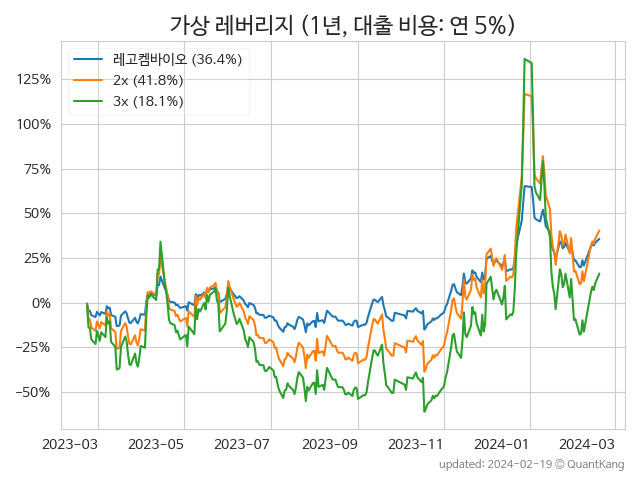 가상 레버리지 (1년, 대출 비용: 연 5%)
레고켐바이오 (36.4%)
2x (41.8%)
3x (18.1%)
125%
100%
75%
50%
25%
0%
−25%
−50%
2023-03 2023-05 2023-07 2023-09 2023-11 2024-01 2024-03
updated: 2024-02-19 © QuantKang